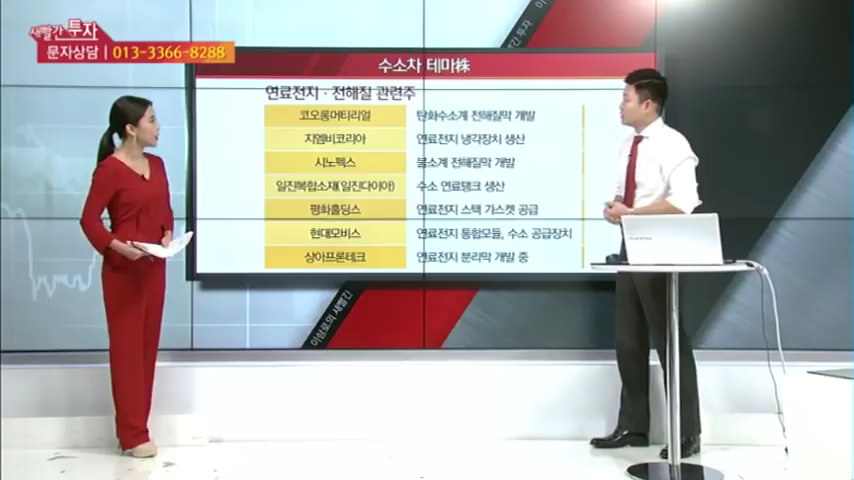 새빨간 투자
문자상담 | 013-3366-8288
수소차 테마株
연료전지 · 전해질 관련주
코오롱머티리얼 탄화수소계 전해질막 개발
지엠비코리아 연료전지 냉각장치 생산
시노펙스 불소계 전해질막 개발
일진복합소재(일진다이아) 수소 연료탱크 생산
평화홀딩스 연료전지 스택 가스켓 공급
현대모비스 연료전지 통합모듈, 수소 공급장치
상아프론테크 연료전지 분리막 개발 중
이상로의 새빨간